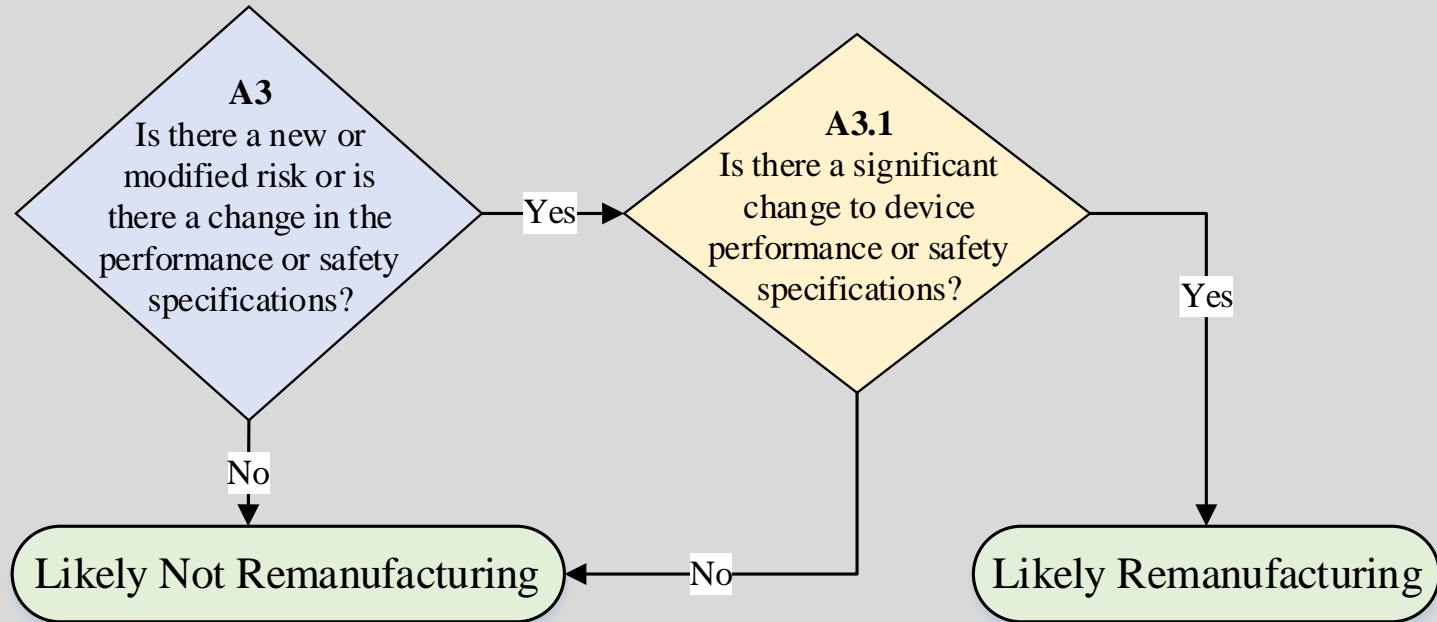 A3
Is there a new or
modified risk or is
there a change in the
performance or safety
specifications?
Yes
A3.1
Is there a significant
change to device
performance or safety
specifications?
Yes
No
Likely Not Remanufacturing
No
Likely Remanufacturing